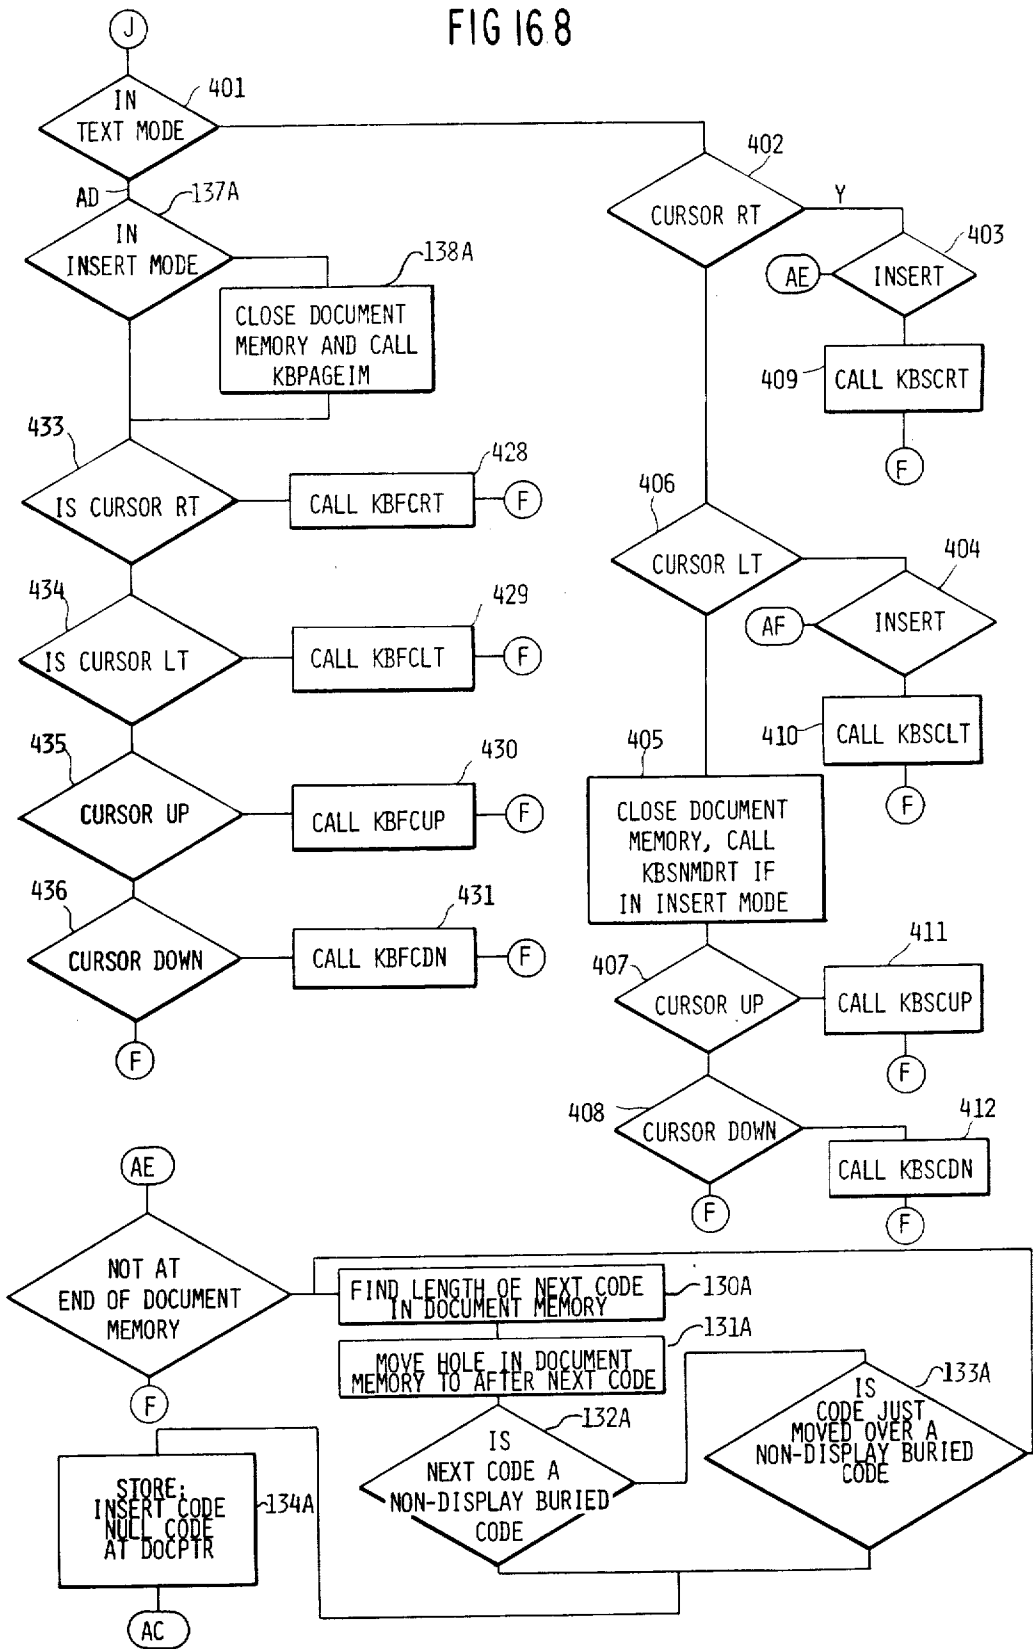 FIG 16.8
J
401
IN
TEXT MODE
AD
137A
IN
INSERT MODE
138A
CLOSE DOCUMENT
MEMORY AND CALL
KBPAGEIM
433
IS CURSOR RT
428
CALL KBFCRT
F
434
IS CURSOR LT
429
CALL KBFCLT
F
435
CURSOR UP
430
CALL KBFCUP
F
436
CURSOR DOWN
431
CALL KBFCDN
F
F
402
CURSOR RT
Y
403
INSERT
AE
409
CALL KBSCRT
F
406
CURSOR LT
404
INSERT
AF
410
CALL KBSCLT
F
405
CLOSE DOCUMENT
MEMORY, CALL
KBSNMDRT IF
IN INSERT MODE
407
CURSOR UP
411
CALL KBSCUP
F
408
CURSOR DOWN
412
CALL KBSCDN
F
F
AE
NOT AT
END OF DOCUMENT
MEMORY
F
FIND LENGTH OF NEXT CODE
IN DOCUMENT MEMORY
130A
131A
MOVE HOLE IN DOCUMENT
MEMORY TO AFTER NEXT CODE
132A
IS
NEXT CODE A
NON-DISPLAY BURIED
CODE
133A
IS
CODE JUST
MOVED OVER A
NON-DISPLAY BURIED
CODE
STORE:
INSERT CODE
NULL CODE
AT DOCPTR
134A
AC